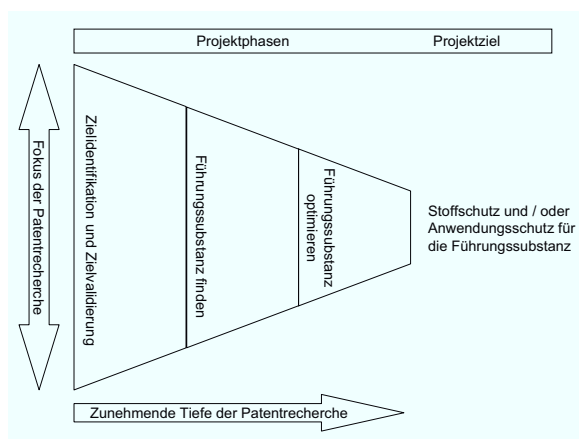 Projektphasen Projektziel
Fokus der Patentrecherche
Zielidentifikation und Zielvalidierung
Führungssubstanz finden
Führungssubstanz
optimieren
Stoffschutz und / oder
Anwendungsschutz für
die Führungssubstanz
Zunehmende Tiefe der Patentrecherche